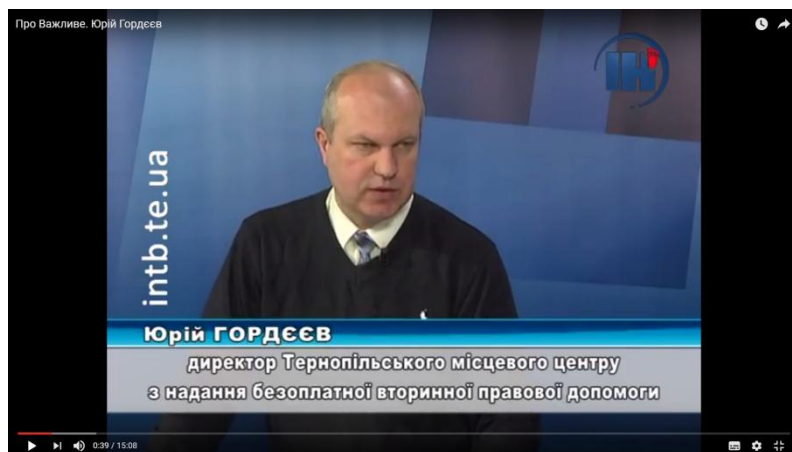 Про Важливе. Юрій Гордєєв
ІН
intb.te.ua
Юрій ГОРДЄЄВ
директор Тернопільського місцевого центру
з надання безоплатної вторинної правової допомоги
0:39 / 15:08